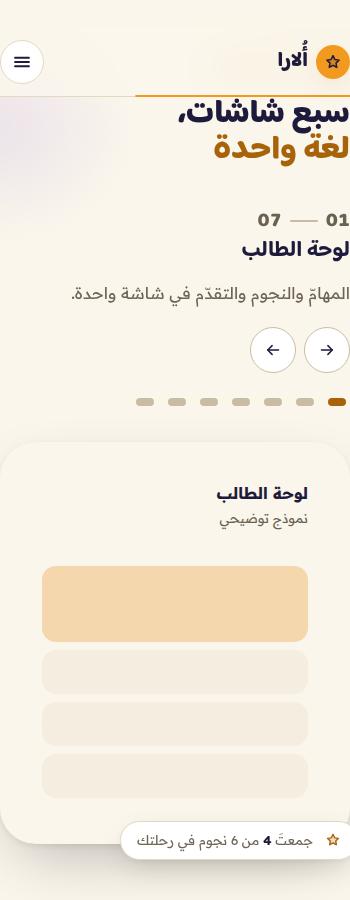 ألارا
سبع شاشات،
لغة واحدة
01 — 07
لوحة الطالب
المهامّ والنجوم والتقدّم في شاشة واحدة.
لوحة الطالب
نموذج توضيحي
جمعتَ 4 من 6 نجوم في رحلتك